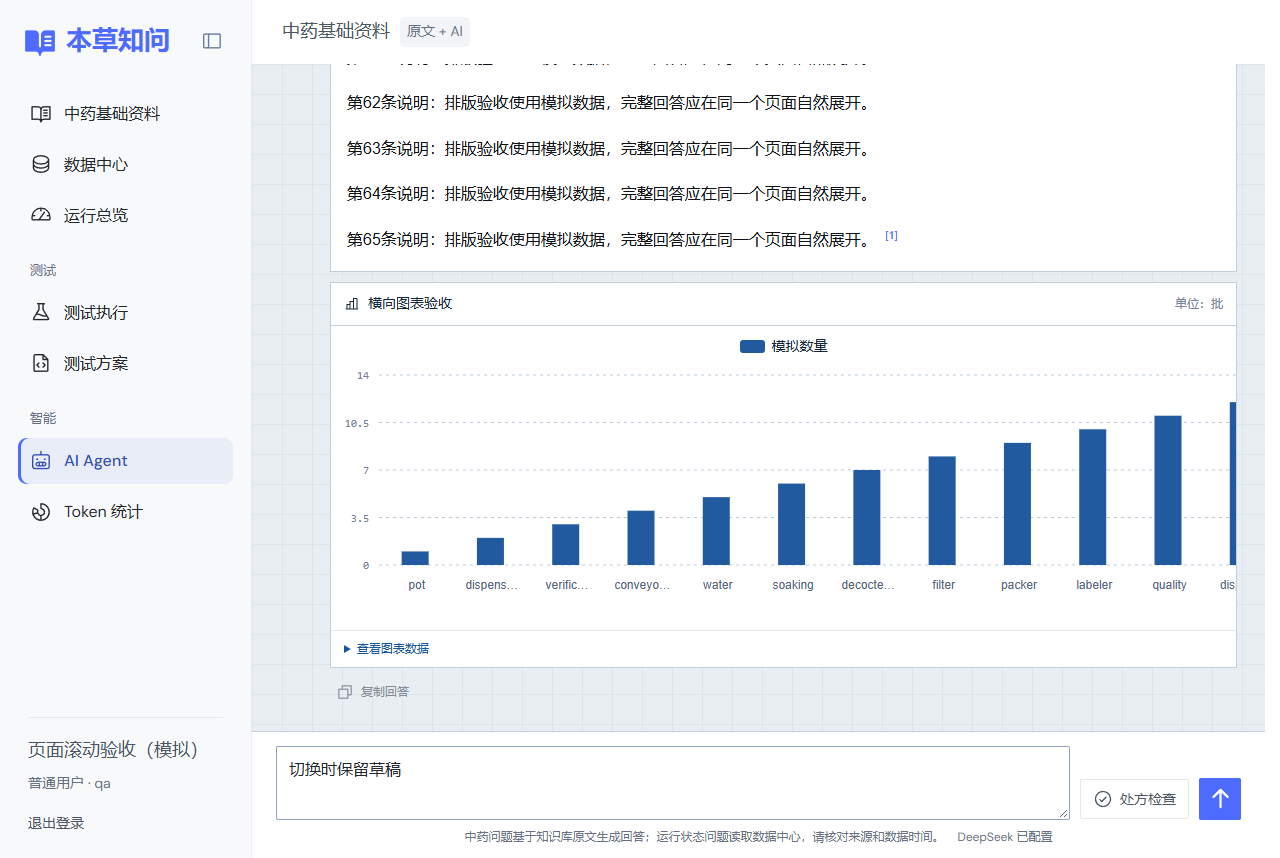 本草知问
中药基础资料
数据中心
运行总览
测试
测试执行
测试方案
智能
AI Agent
Token 统计
页面滚动验收（模拟）
普通用户 · qa
退出登录
中药基础资料 原文 + AI
第62条说明：排版验收使用模拟数据，完整回答应在同一个页面自然展开。
第63条说明：排版验收使用模拟数据，完整回答应在同一个页面自然展开。
第64条说明：排版验收使用模拟数据，完整回答应在同一个页面自然展开。
第65条说明：排版验收使用模拟数据，完整回答应在同一个页面自然展开。 [1]
横向图表验收 单位：批
模拟数量
14
10.5
7
3.5
0
pot dispens... verific... conveyo... water soaking decocte... filter packer labeler quality
查看图表数据
复制回答
切换时保留草稿
处方检查
中药问题基于知识库原文生成回答；运行状态问题读取数据中心，请核对来源和数据时间。 DeepSeek 已配置